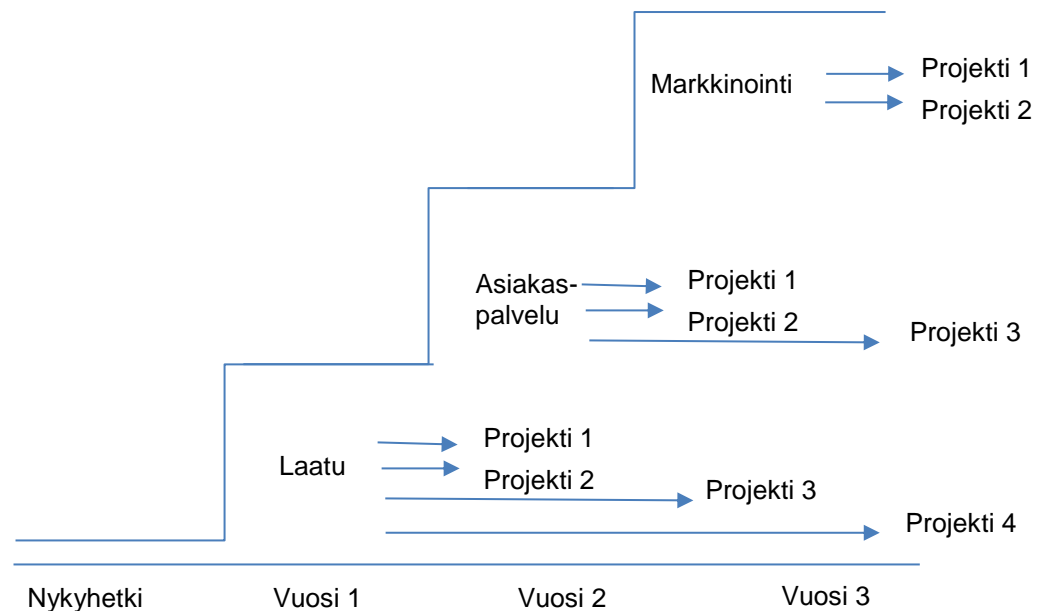 Markkinointi
Projekti 1
Projekti 2
Asiakas-
palvelu
Projekti 1
Projekti 2
Projekti 3
Laatu
Projekti 1
Projekti 2
Projekti 3
Projekti 4
Nykyhetki Vuosi 1 Vuosi 2 Vuosi 3